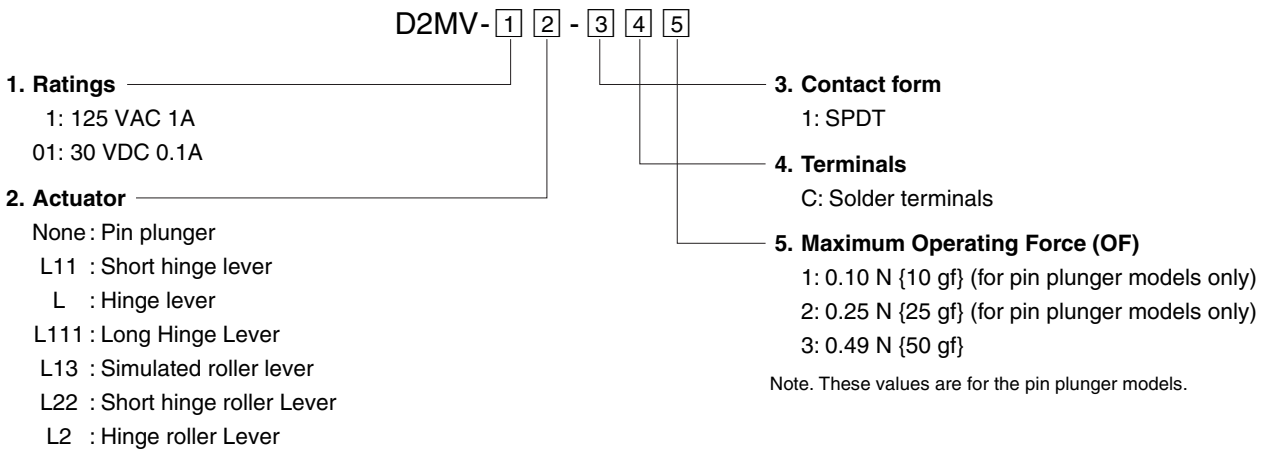 D2MV-1 2 - 3 4 5
1. Ratings
1: 125 VAC 1A
01: 30 VDC 0.1A
2. Actuator
None : Pin plunger
L11 : Short hinge lever
L : Hinge lever
L111 : Long Hinge Lever
L13 : Simulated roller lever
L22 : Short hinge roller Lever
L2 : Hinge roller Lever
3. Contact form
1: SPDT
4. Terminals
C: Solder terminals
5. Maximum Operating Force (OF)
1: 0.10 N {10 gf} (for pin plunger models only)
2: 0.25 N {25 gf} (for pin plunger models only)
3: 0.49 N {50 gf}
Note. These values are for the pin plunger models.